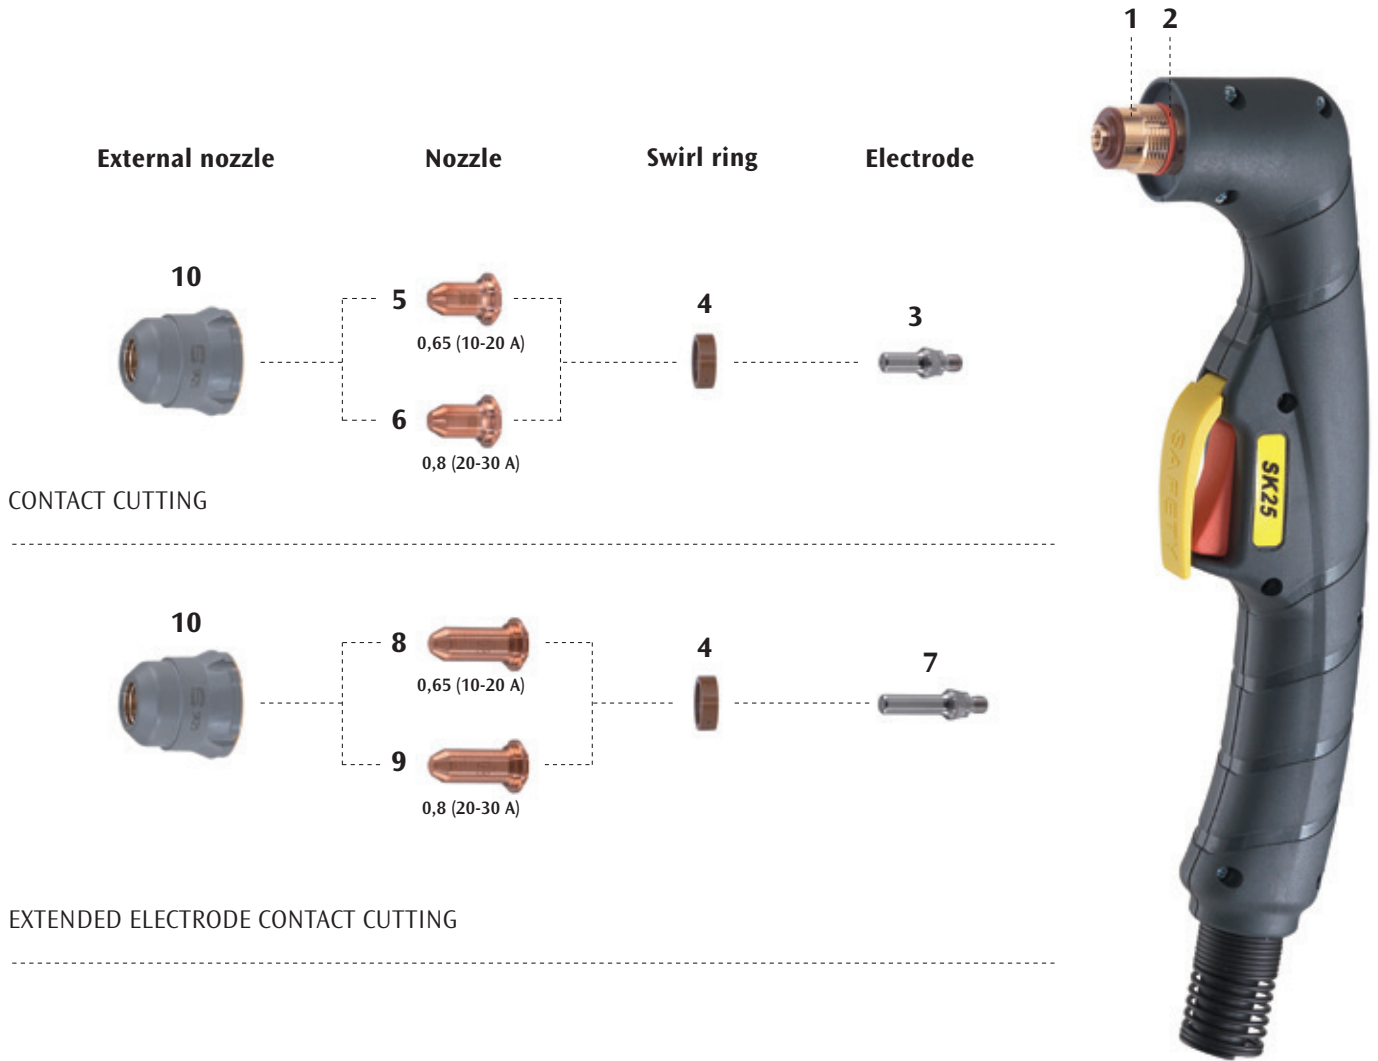 1 2
External nozzle Nozzle Swirl ring Electrode
10
5
0,65 (10-20 A)
4
3
6
0,8 (20-30 A)
CONTACT CUTTING
SAFETY
SK25
10
8
0,65 (10-20 A)
4
7
9
0,8 (20-30 A)
EXTENDED ELECTRODE CONTACT CUTTING